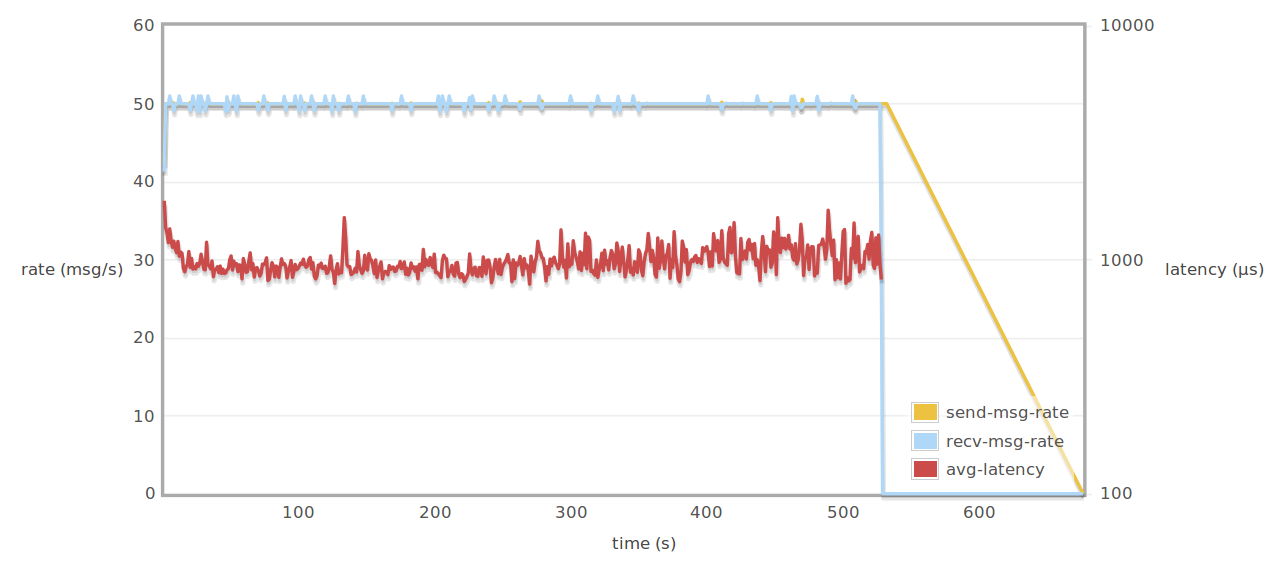 60
50
40
30
20
10
0
rate (msg/s)
10000
1000
100
latency (µs)
send-msg-rate
recv-msg-rate
avg-latency
100 200 300 400 500 600
time (s)